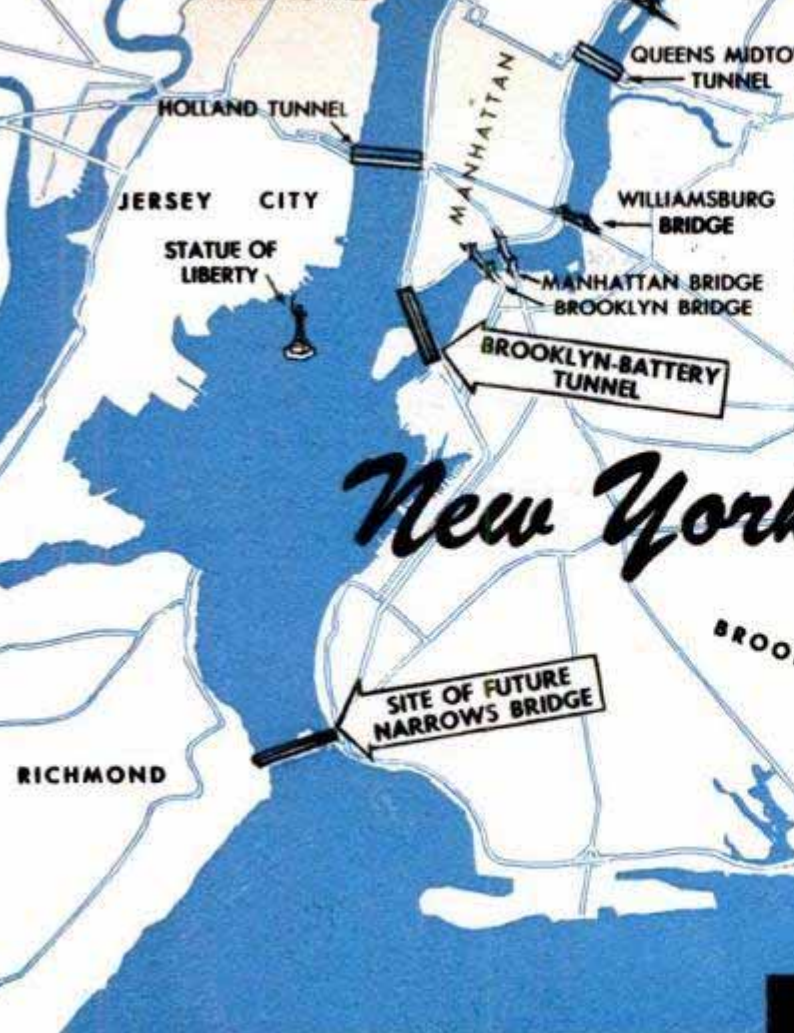 QUEENS MIDTO
TUNNEL
HOLLAND TUNNEL
MANHATTAN
JERSEY CITY
WILLIAMSBURG
BRIDGE
STATUE OF
LIBERTY
MANHATTAN BRIDGE
BROOKLYN BRIDGE
BROOKLYN-BATTERY
TUNNEL
New York
BROO
SITE OF FUTURE
NARROWS BRIDGE
RICHMOND